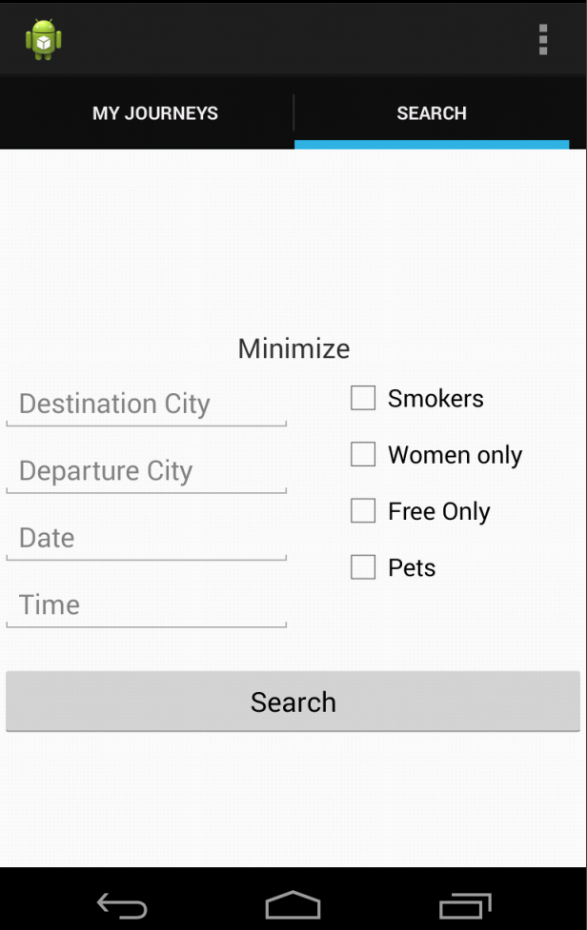 MY JOURNEYS
SEARCH
Minimize
Destination City
Departure City
Date
Time
Smokers
Women only
Free Only
Pets
Search